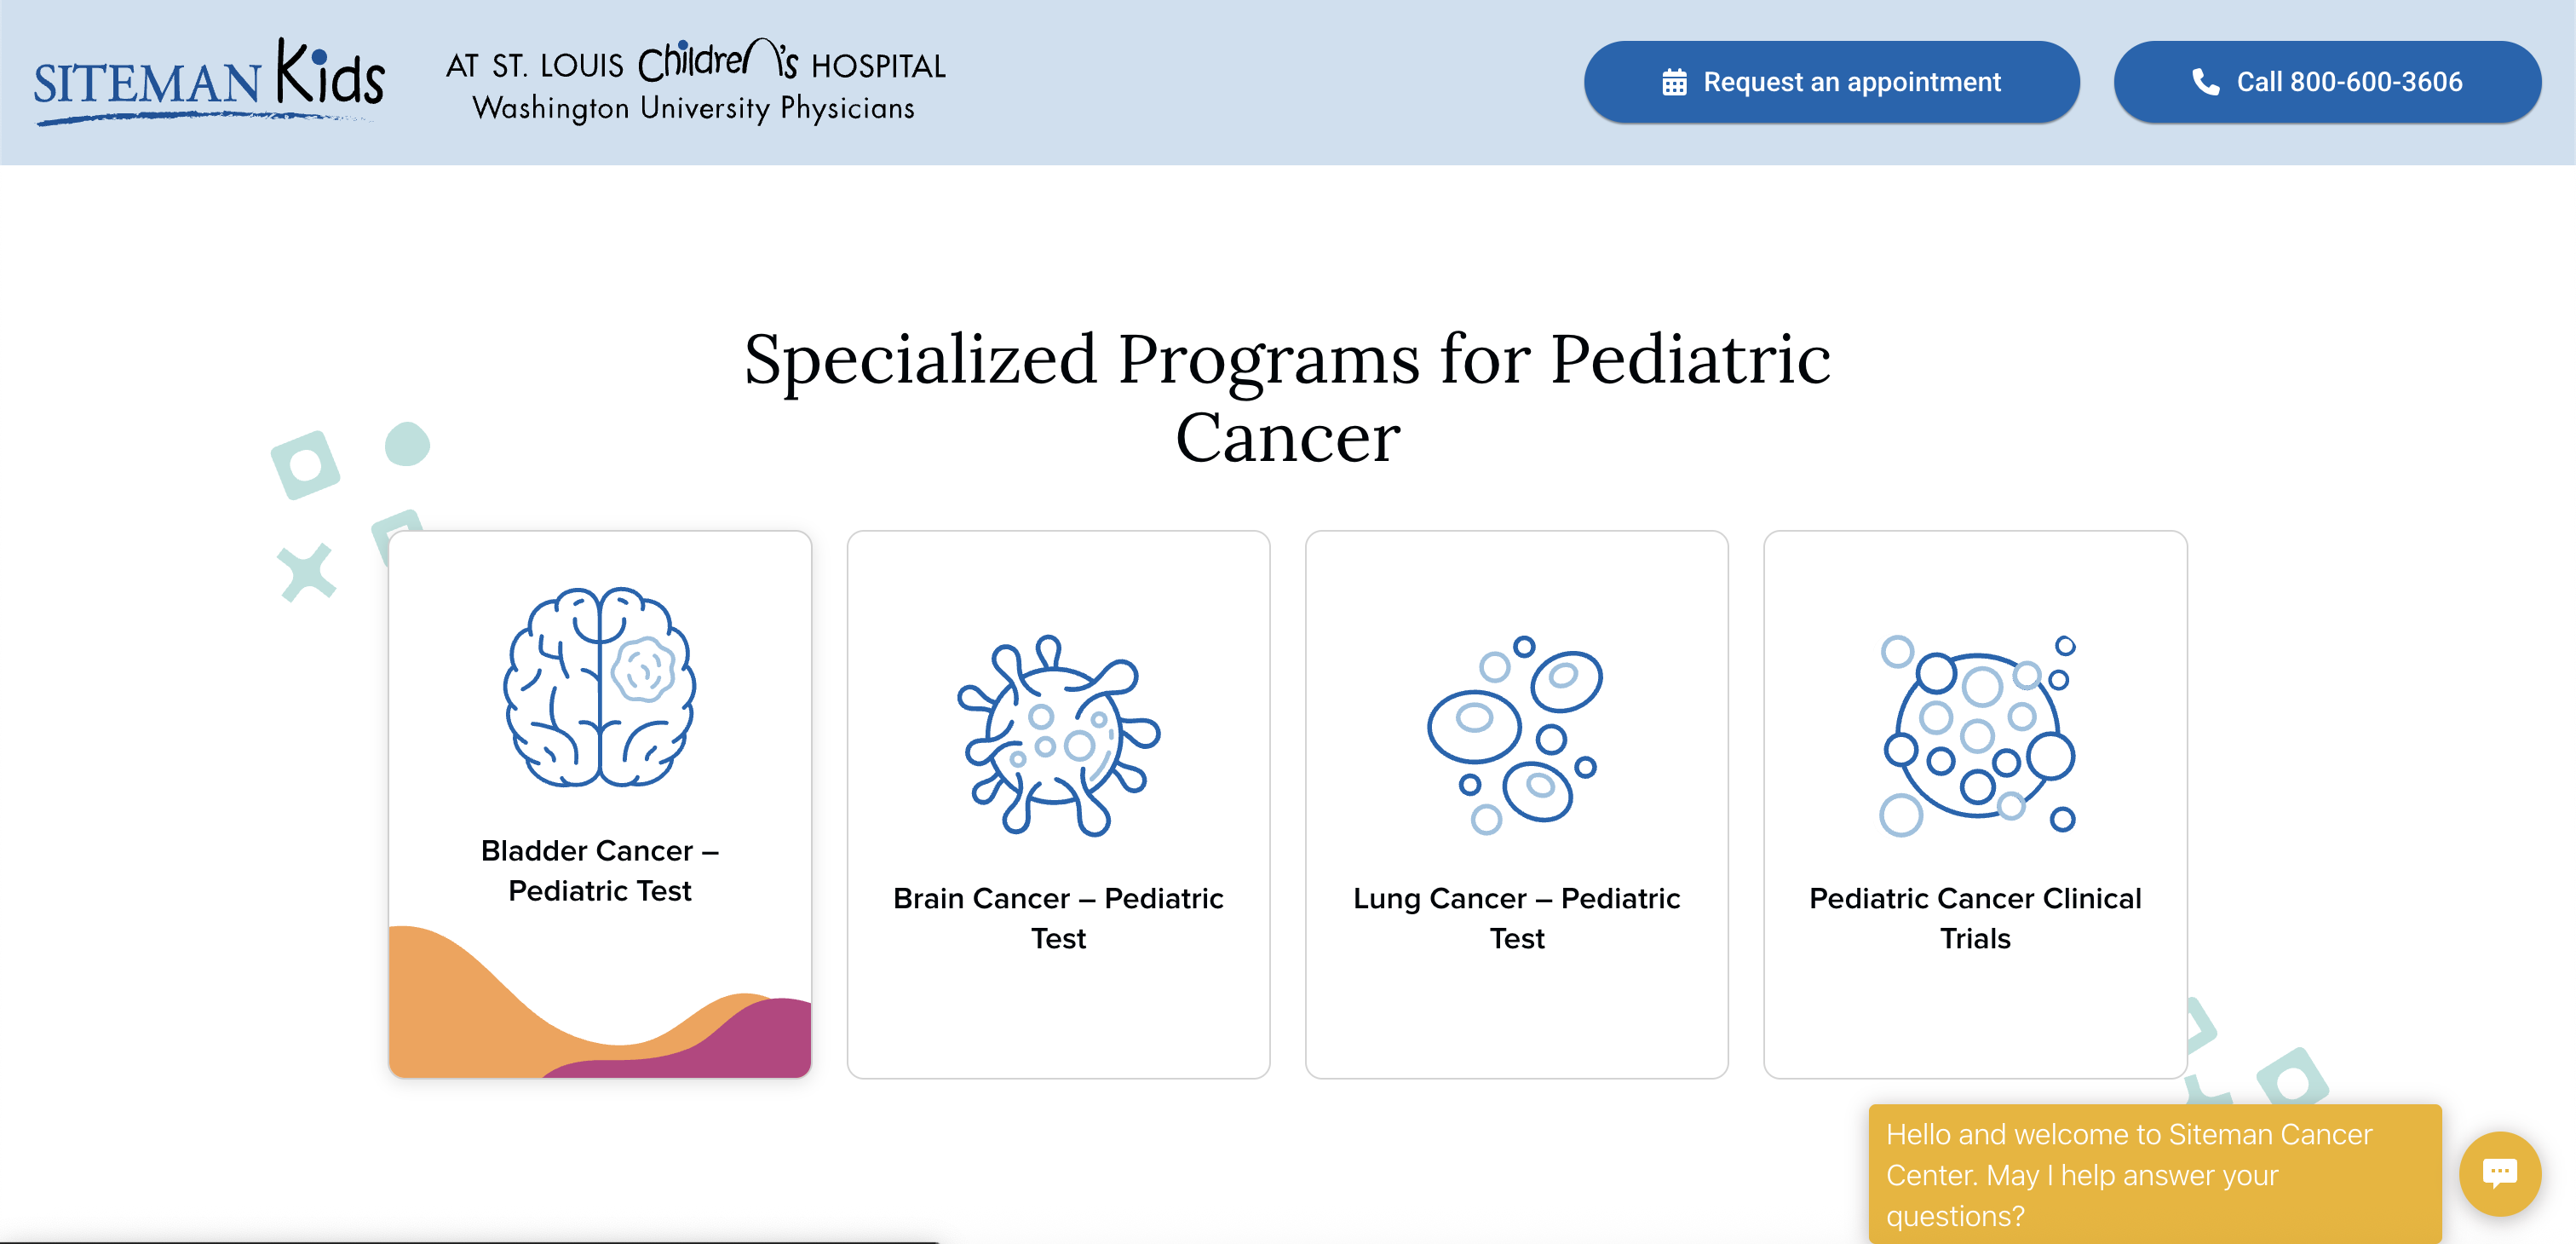 SITEMAN Kids
AT ST. LOUIS Children's HOSPITAL
Washington University Physicians
Request an appointment
Call 800-600-3606
Specialized Programs for Pediatric
Cancer
Bladder Cancer –
Pediatric Test
Brain Cancer – Pediatric
Test
Lung Cancer – Pediatric
Test
Pediatric Cancer Clinical
Trials
Hello and welcome to Siteman Cancer
Center. May I help answer your
questions?